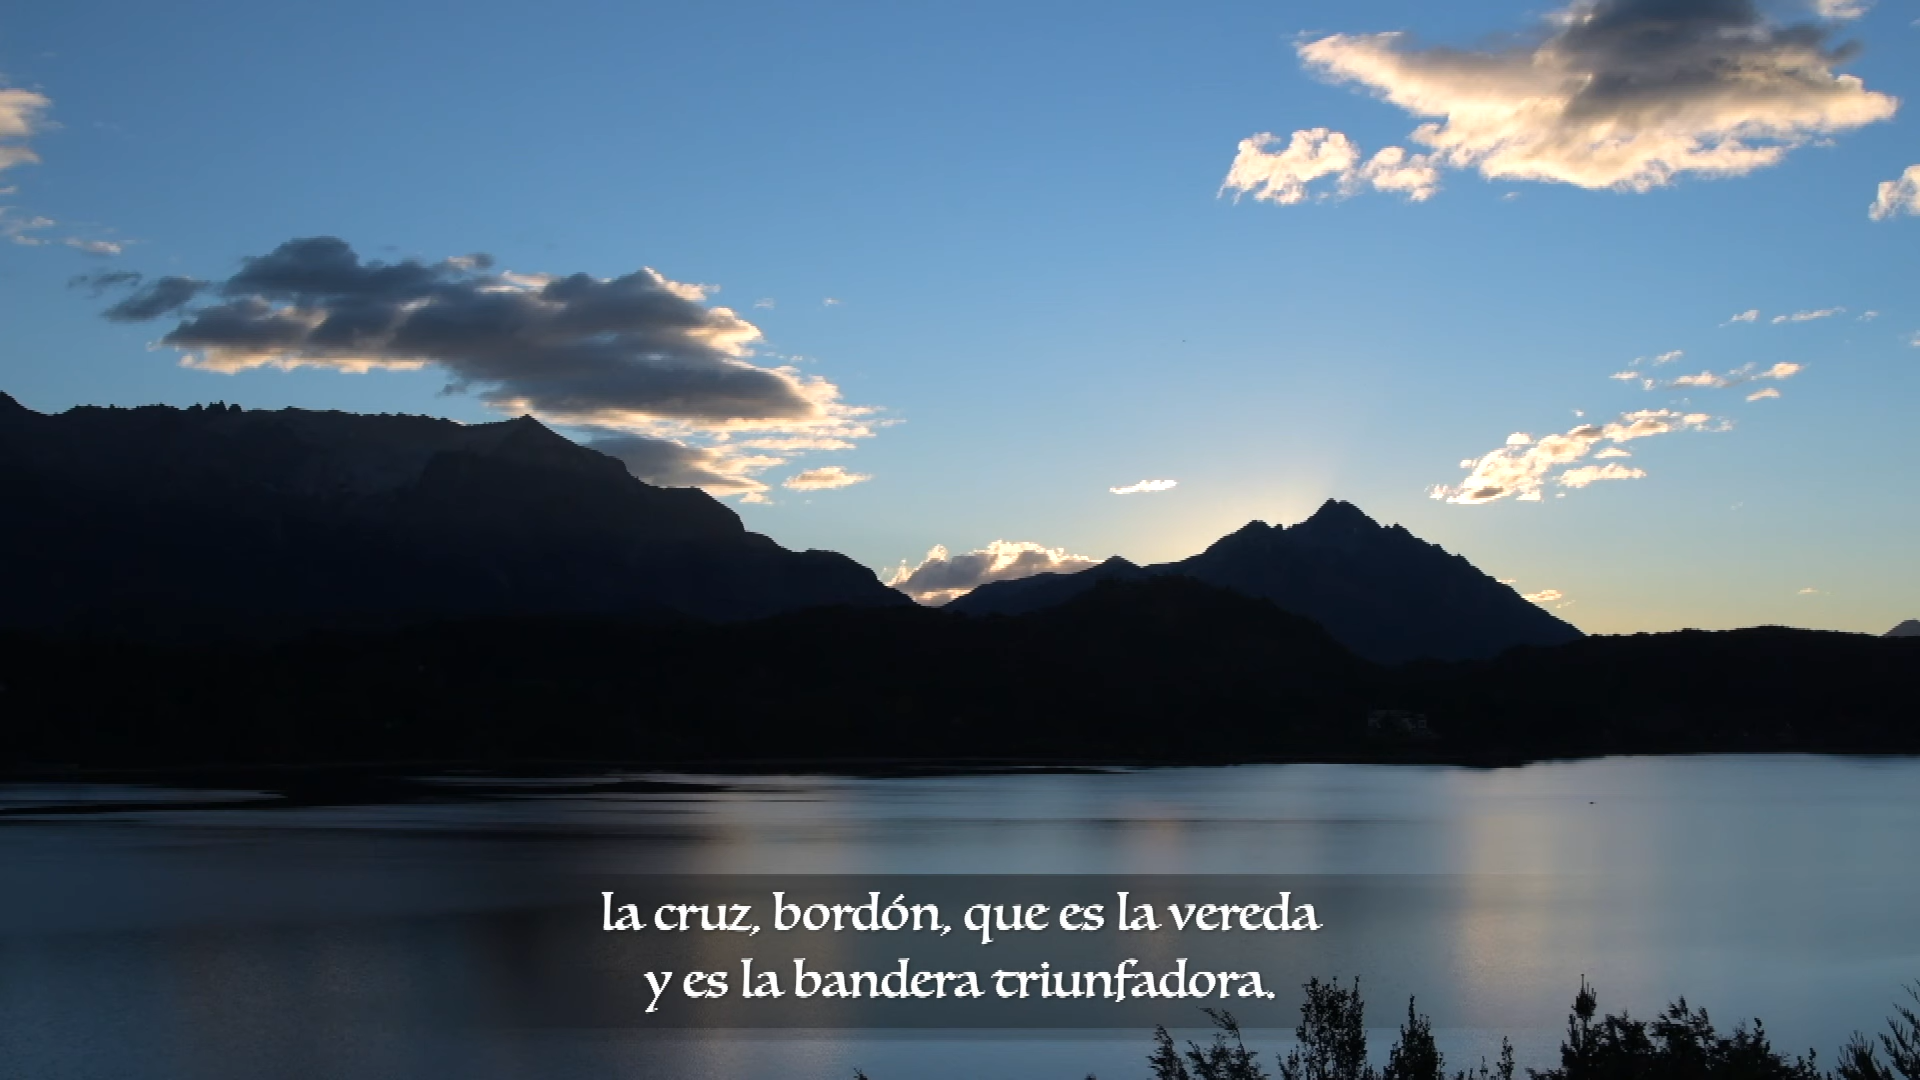 la cruz, bordón, que es la vereda
y es la bandera triunfadora.